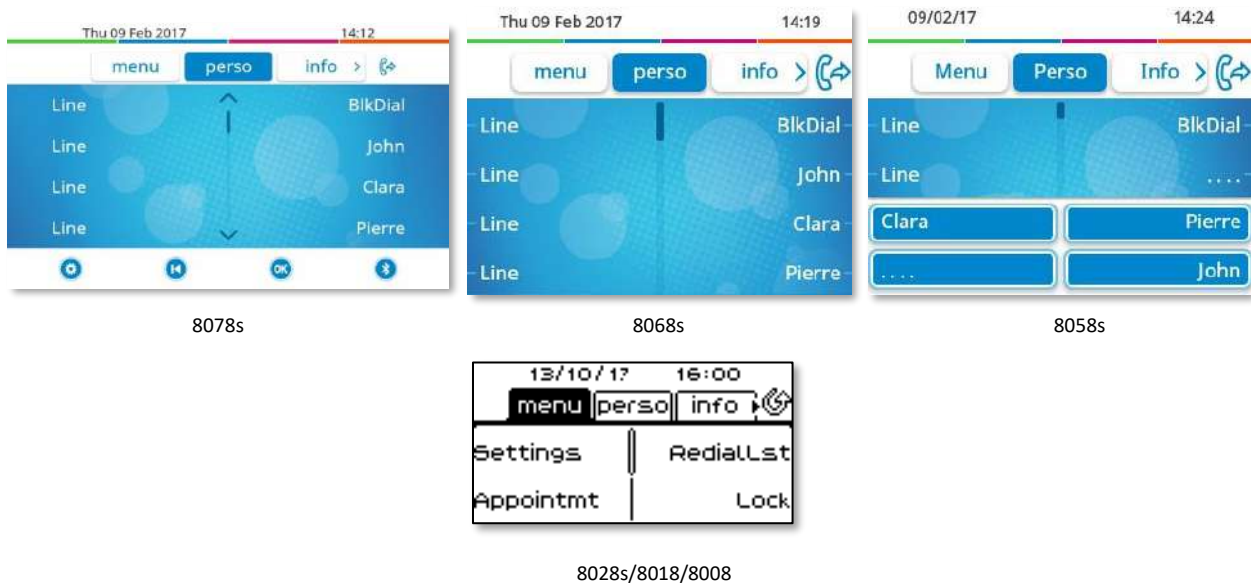 Thu 09 Feb 2017 14:12
menu perso info >
Line BlkDial
Line John
Line Clara
Line Pierre
OK
8078s
Thu 09 Feb 2017 14:19
menu perso info >
Line BlkDial
Line John
Line Clara
Line Pierre
8068s
09/02/17 14:24
Menu Perso Info >
Line BlkDial
Line ....
Clara Pierre
.... John
8058s
13/10/17 16:00
menu perso info
Settings RedialLst
Appointmt Lock
8028s/8018/8008